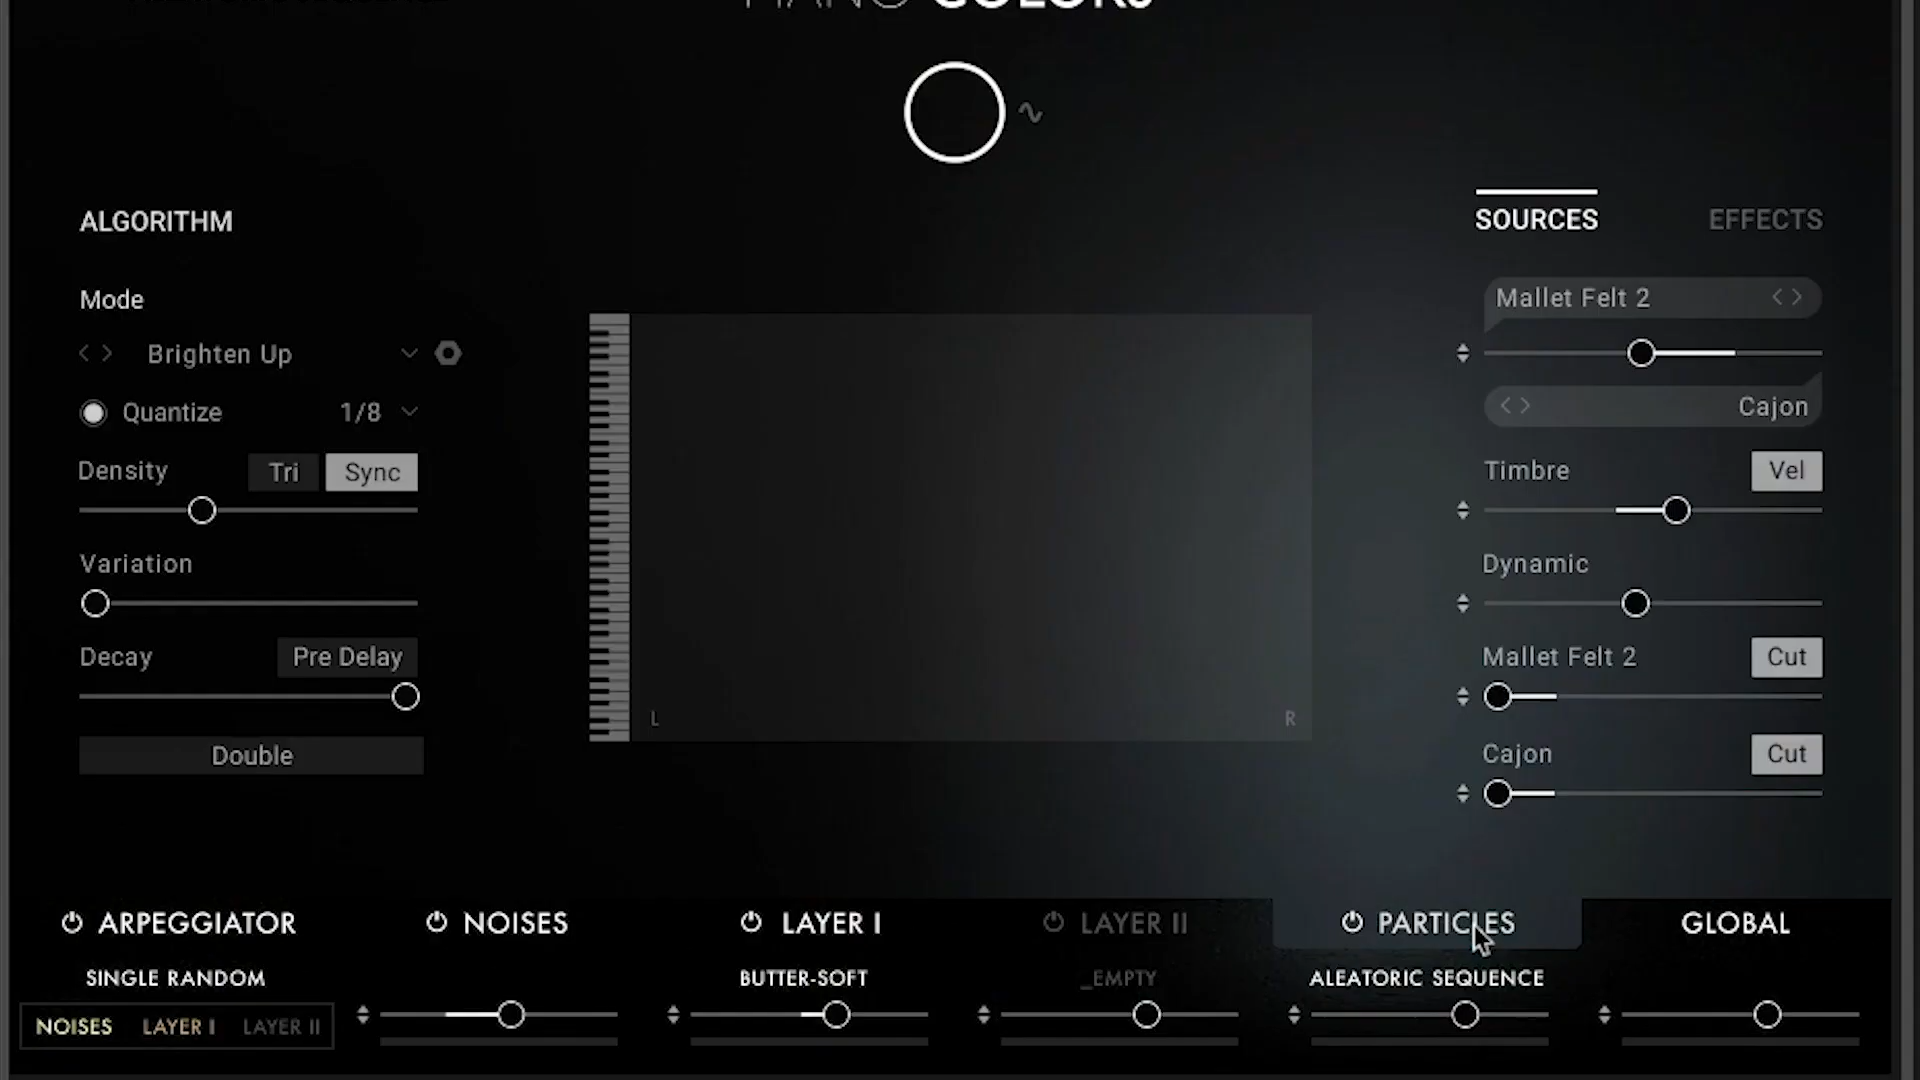 PIANO COLORS
ALGORITHM
SOURCES EFFECTS
Mode
Mallet Felt 2
Brighten Up
Quantize 1/8
Cajon
Density Tri Sync
Timbre Vel
Variation
Dynamic
Decay Pre Delay
Mallet Felt 2 Cut
L R
Double
Cajon Cut
ARPEGGIATOR NOISES LAYER I LAYER II PARTICLES GLOBAL
SINGLE RANDOM BUTTER-SOFT _EMPTY ALEATORIC SEQUENCE
NOISES LAYER I LAYER II